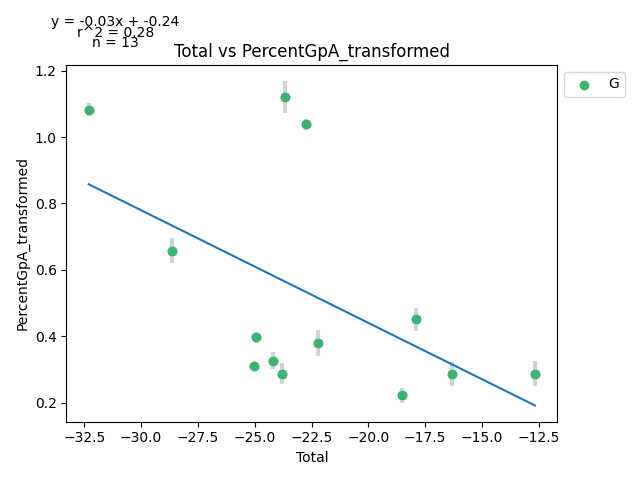 y = -0.03x + -0.24
r^2 = 0.28
n = 13
Total vs PercentGpA_transformed
G
PercentGpA_transformed
1.2
1.0
0.8
0.6
0.4
0.2
−32.5 −30.0 −27.5 −25.0 −22.5 −20.0 −17.5 −15.0 −12.5
Total